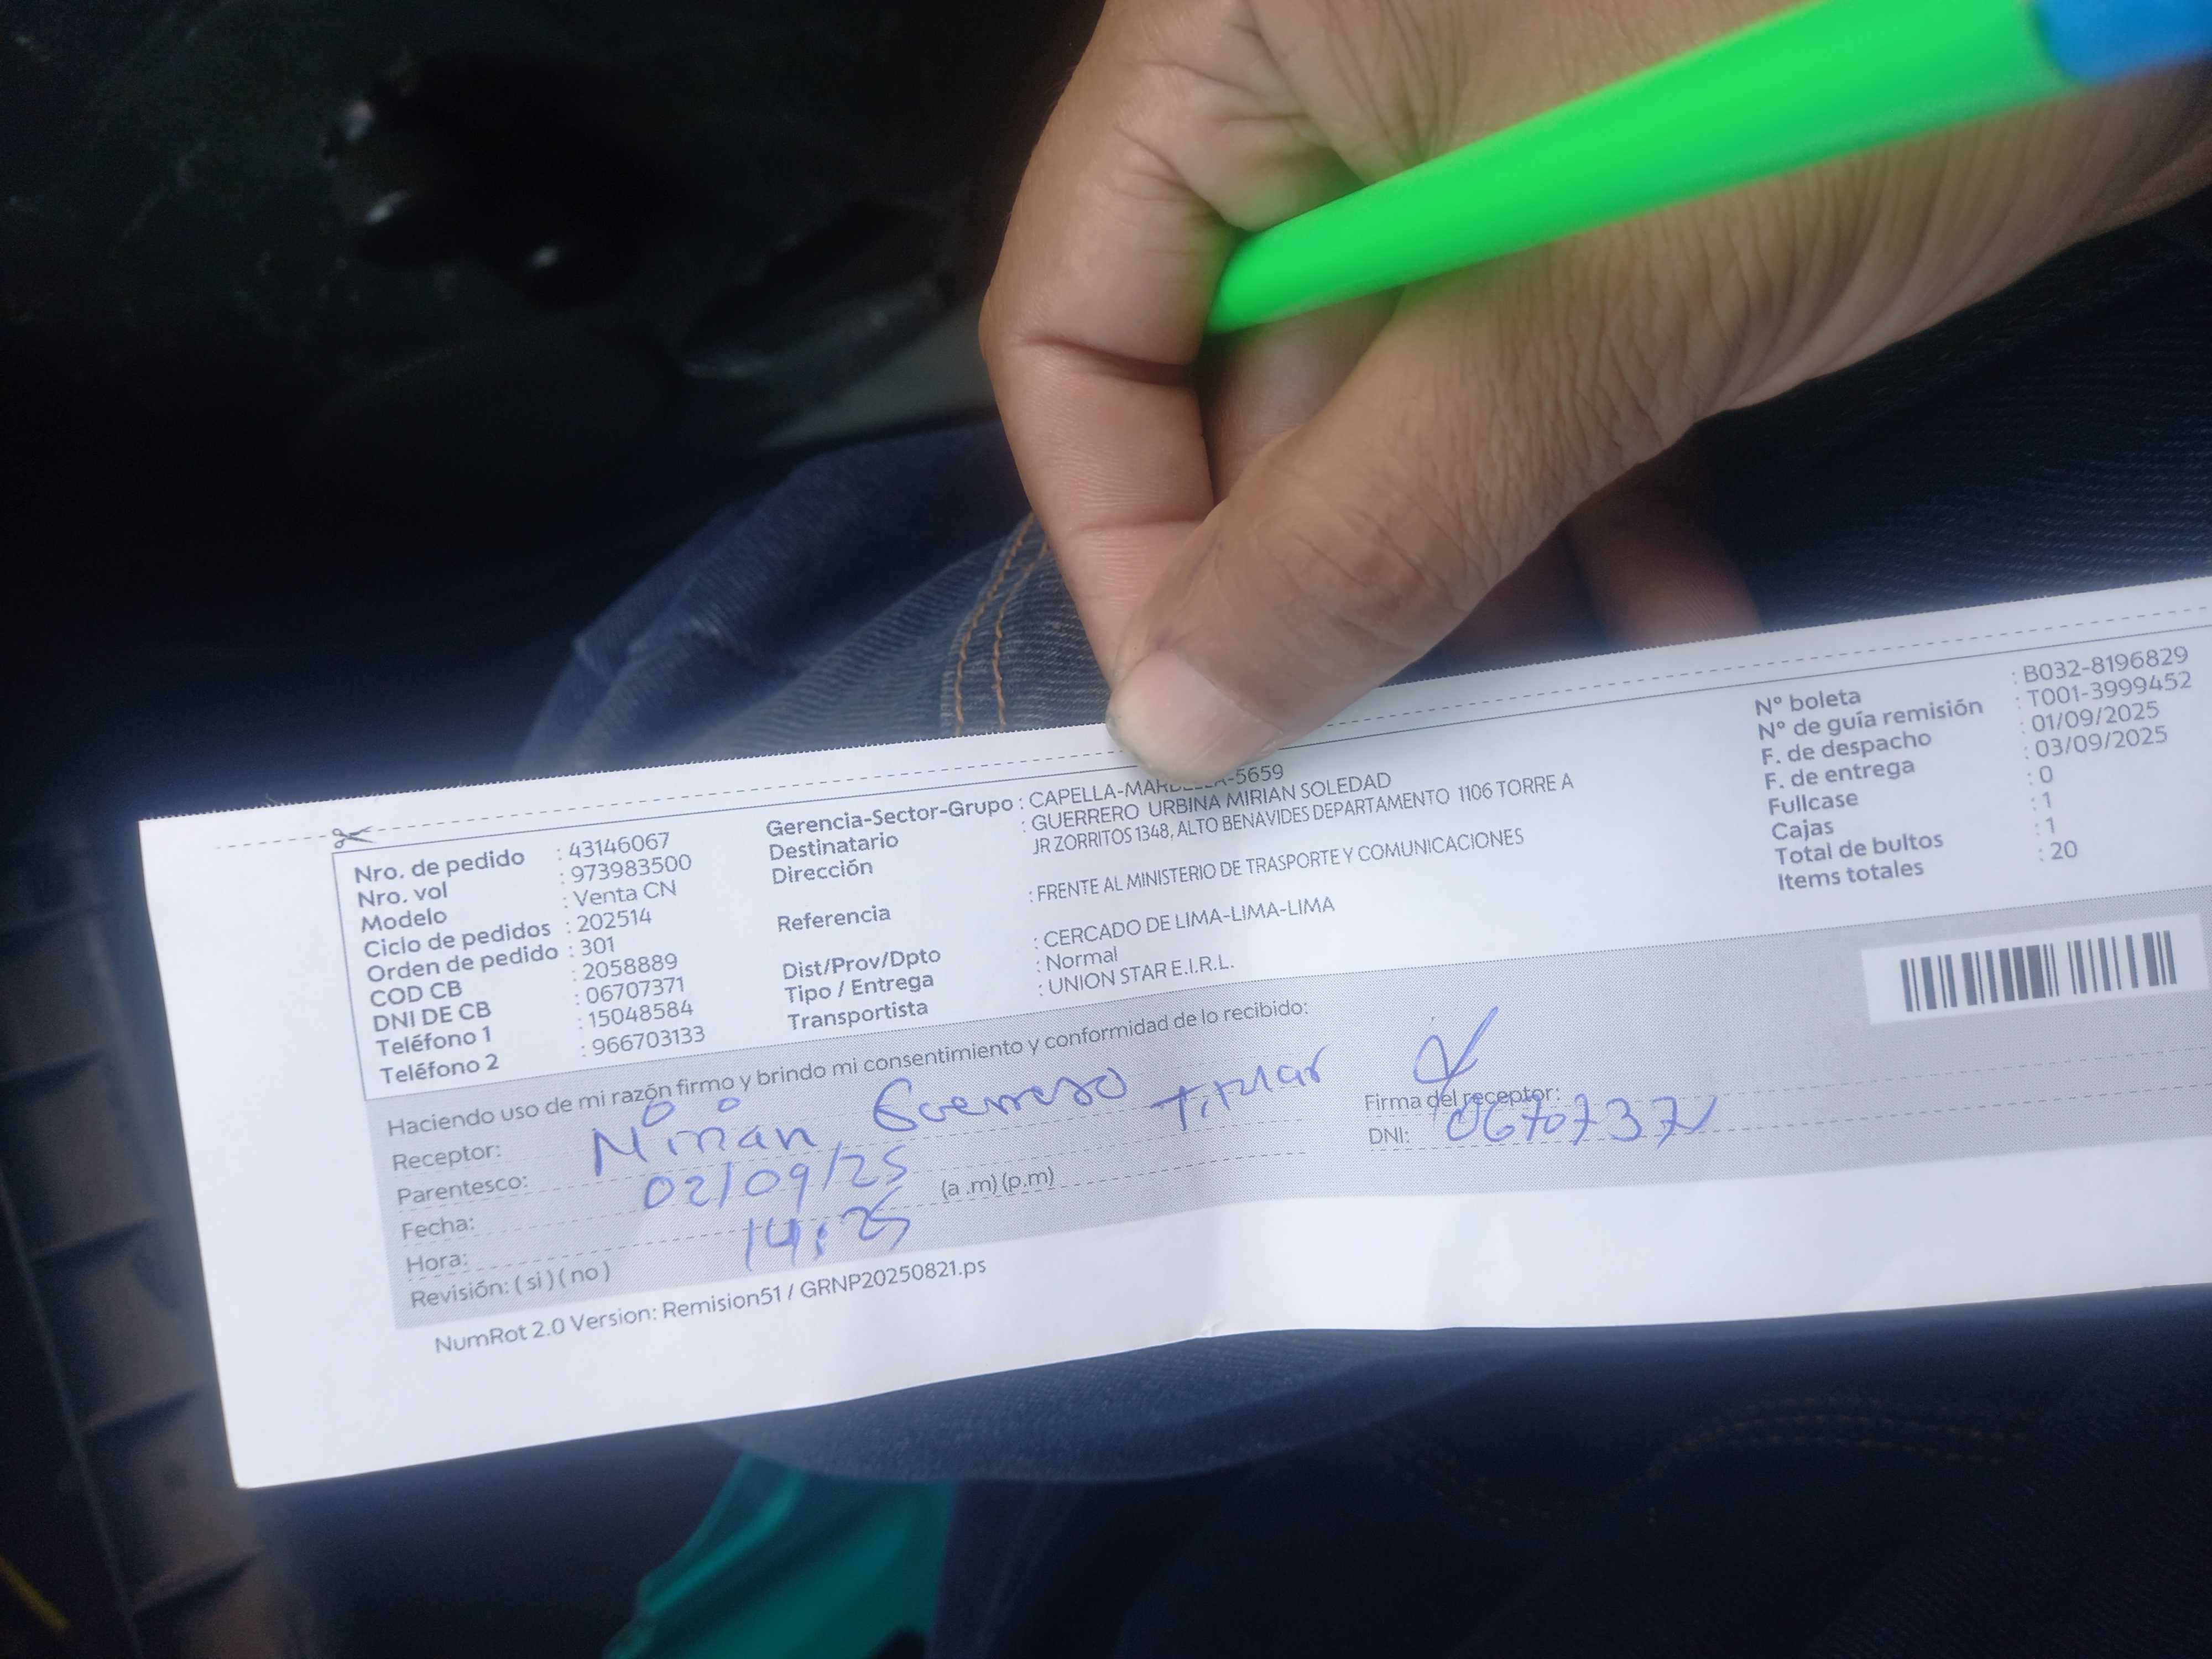 Nro. de pedido : 43146067
Nro. vol : 973983500
Modelo : Venta CN
Ciclo de pedidos : 202514
Orden de pedido : 301
COD CB : 2058889
DNI DE CB : 06707371
Teléfono 1 : 15048584
Teléfono 2 : 966703133
Gerencia-Sector-Grupo : -5659
Destinatario : GUERRERO URBINA MIRIAN SOLEDAD
Dirección JR ZORRITOS 1348, ALTO BENAVIDES DEPARTAMENTO 1106 TORRE A
Referencia : FRENTE AL MINISTERIO DE TRASPORTE Y COMUNICACIONES
Dist/Prov/Dpto : CERCADO DE LIMA-LIMA-LIMA
Tipo / Entrega : Normal
Transportista : UNION STAR E.I.R.L.
N° boleta : B032-8196829
N° de guía remisión : T001-3999452
F. de despacho : 01/09/2025
F. de entrega : 03/09/2025
Fullcase : 0
Cajas : 1
Total de bultos : 1
Items totales : 20
Haciendo uso de mi razón firmo y brindo mi consentimiento y conformidad de lo recibido:
Receptor: Mirian Guerrero Titular
Parentesco:
Fecha: 02/09/25
Hora: 14:25 (a .m) (p.m)
Revisión: ( si ) ( no )
Firma del receptor:
DNI: 06707371
NumRot 2.0 Version: Remision51 / GRNP20250821.ps